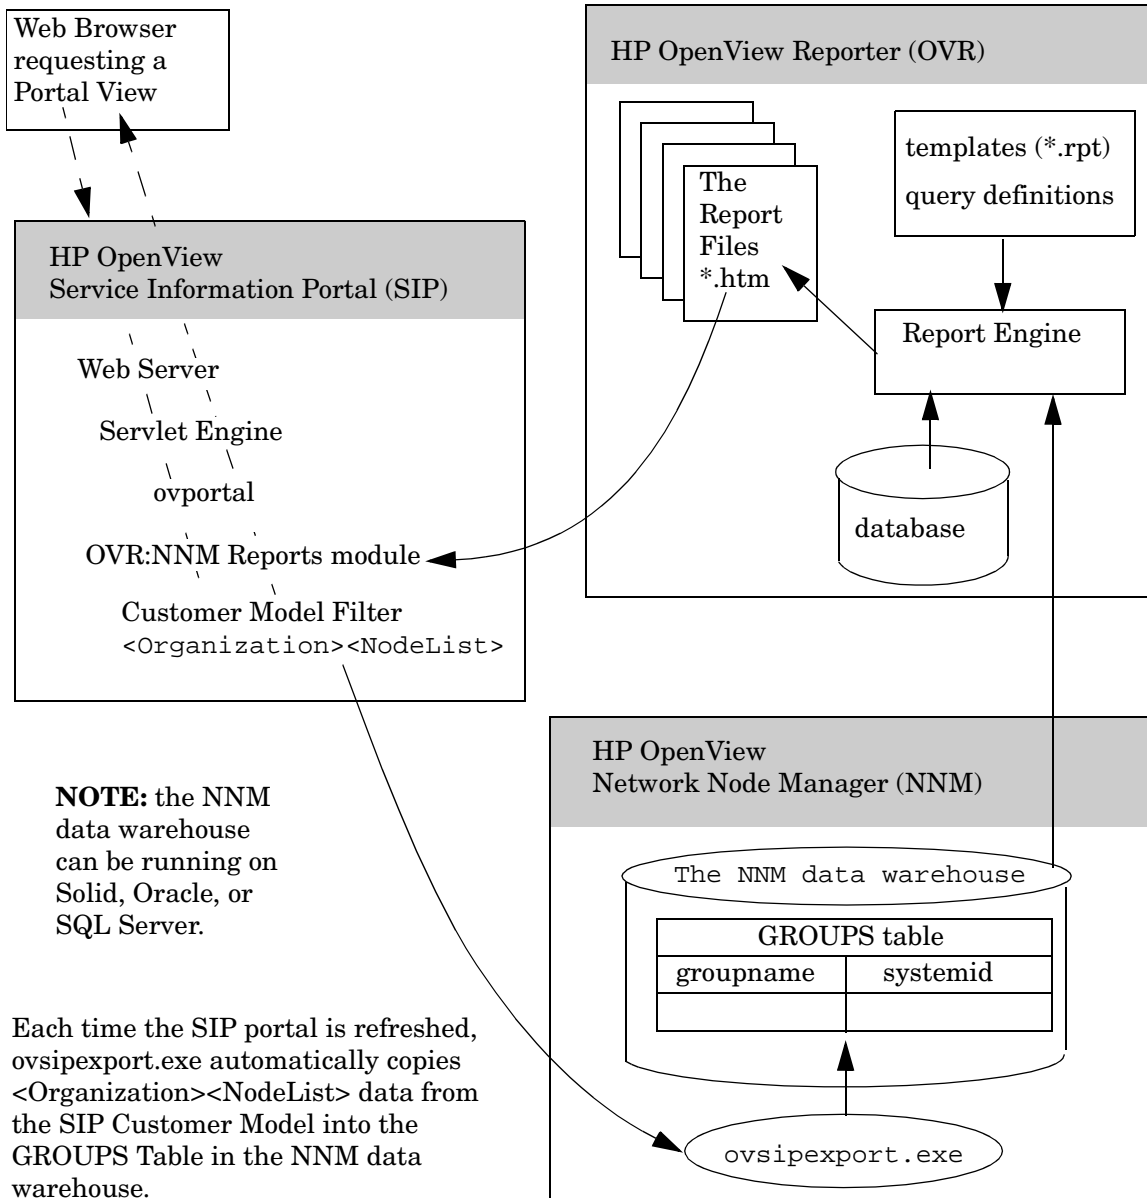 Web Browser
requesting a
Portal View
HP OpenView
Service Information Portal (SIP)
Web Server
Servlet Engine
ovportal
OVR:NNM Reports module
Customer Model Filter
<Organization><NodeList>
HP OpenView Reporter (OVR)
The
Report
Files
*.htm
templates (*.rpt)
query definitions
Report Engine
database
NOTE: the NNM
data warehouse
can be running on
Solid, Oracle, or
SQL Server.
Each time the SIP portal is refreshed,
ovsipexport.exe automatically copies
<Organization><NodeList> data from
the SIP Customer Model into the
GROUPS Table in the NNM data
warehouse.
HP OpenView
Network Node Manager (NNM)
The NNM data warehouse
GROUPS table
groupname systemid
ovsipexport.exe